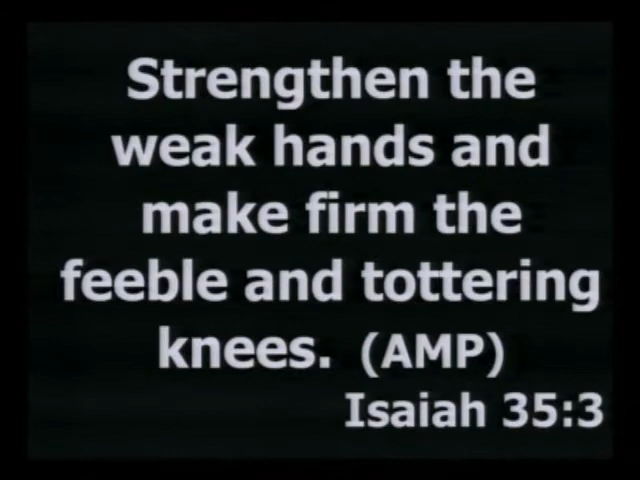 Strengthen the
weak hands and
make firm the
feeble and tottering
knees. (AMP)
Isaiah 35:3